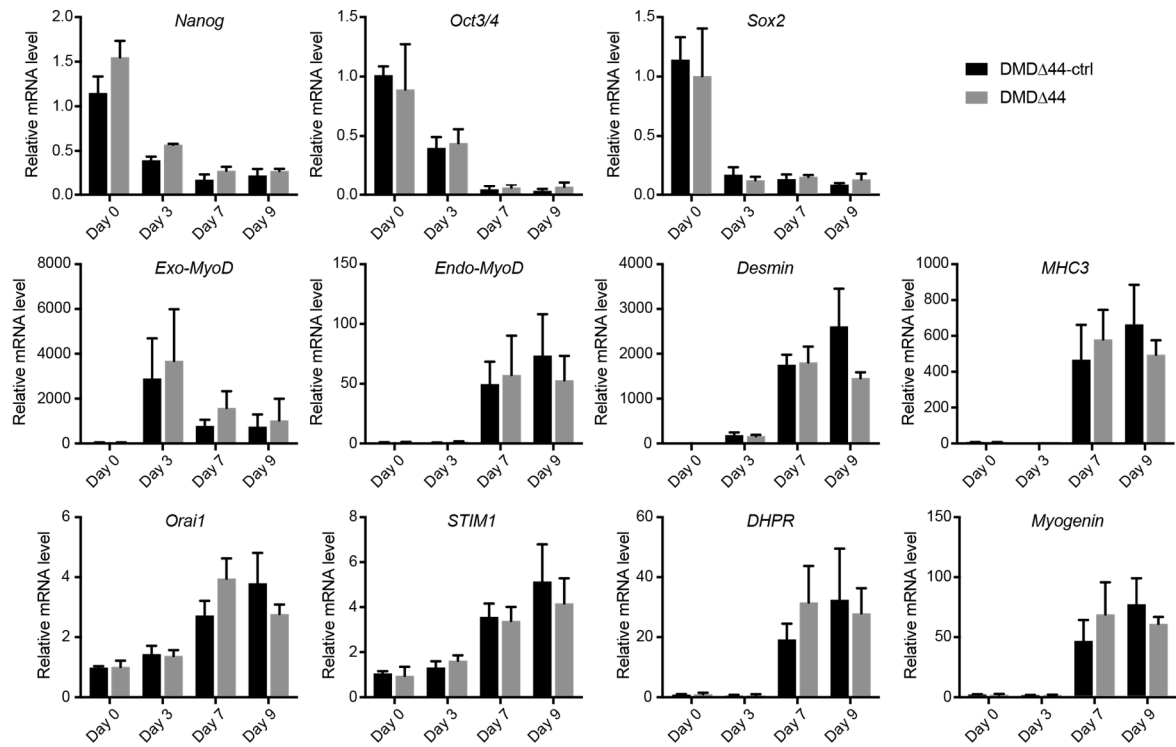 Nanog
Relative mRNA level
2.0
1.5
1.0
0.5
0.0
Day 0
Day 3
Day 7
Day 9
Oct3/4
Relative mRNA level
1.5
1.0
0.5
0.0
Day 0
Day 3
Day 7
Day 9
Sox2
Relative mRNA level
1.5
1.0
0.5
0.0
Day 0
Day 3
Day 7
Day 9
DMDΔ44-ctrl
DMDΔ44
Exo-MyoD
Relative mRNA level
8000
6000
4000
2000
0
Day 0
Day 3
Day 7
Day 9
Endo-MyoD
Relative mRNA level
150
100
50
0
Day 0
Day 3
Day 7
Day 9
Desmin
Relative mRNA level
4000
3000
2000
1000
0
Day 0
Day 3
Day 7
Day 9
MHC3
Relative mRNA level
1000
800
600
400
200
0
Day 0
Day 3
Day 7
Day 9
Orai1
Relative mRNA level
6
4
2
0
Day 0
Day 3
Day 7
Day 9
STIM1
Relative mRNA level
8
6
4
2
0
Day 0
Day 3
Day 7
Day 9
DHPR
Relative mRNA level
60
40
20
0
Day 0
Day 3
Day 7
Day 9
Myogenin
Relative mRNA level
150
100
50
0
Day 0
Day 3
Day 7
Day 9